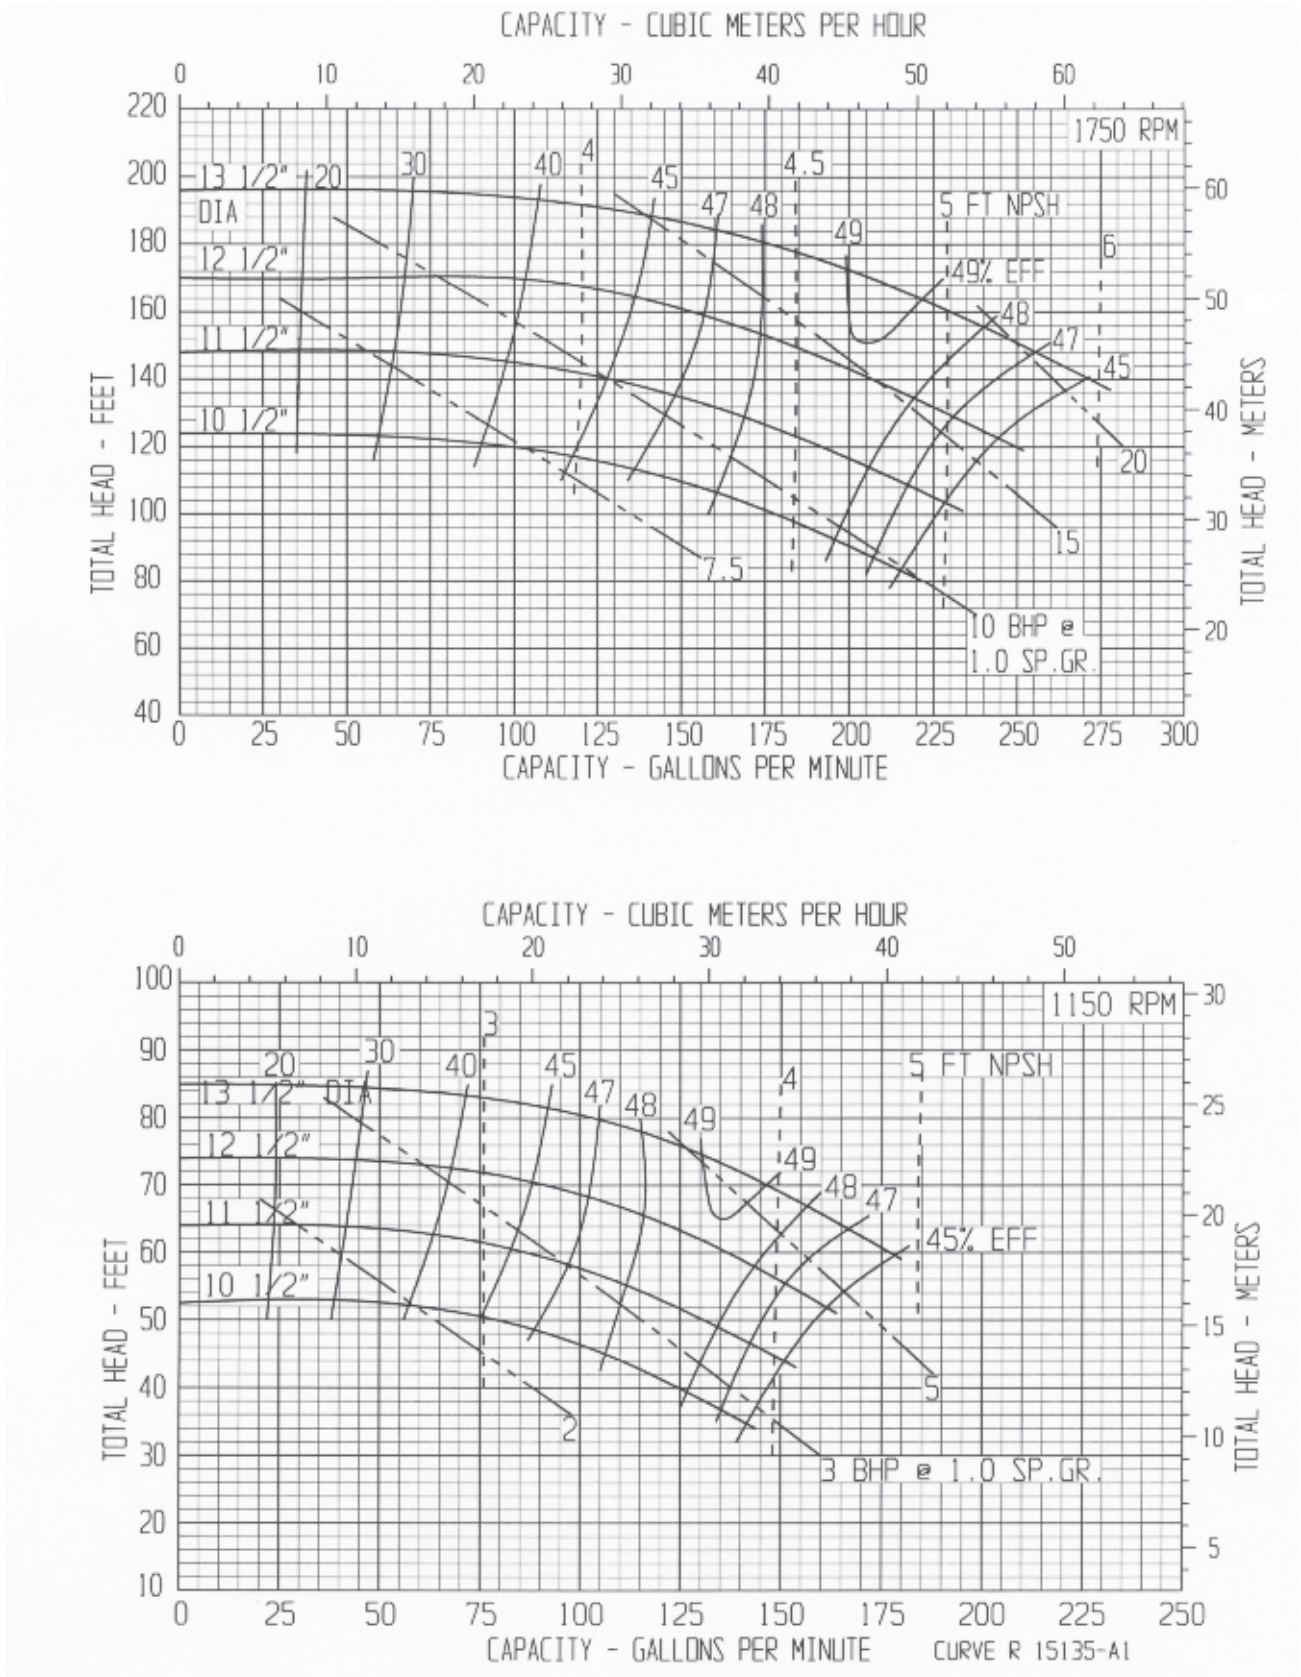 CAPACITY - CUBIC METERS PER HOUR
0 10 20 30 40 50 60
1750 RPM
220
200
180
160
140
120
100
80
60
40
TOTAL HEAD - FEET
60
50
40
30
20
TOTAL HEAD - METERS
13 1/2" DIA
12 1/2"
11 1/2"
10 1/2"
20 30 40 4 45 47 48 4.5 49 5 FT NPSH 6
49% EFF
48
47
45
20
15
7.5
10 BHP @
1.0 SP.GR.
0 25 50 75 100 125 150 175 200 225 250 275 300
CAPACITY - GALLONS PER MINUTE
CAPACITY - CUBIC METERS PER HOUR
0 10 20 30 40 50
1150 RPM
100
90
80
70
60
50
40
30
20
10
TOTAL HEAD - FEET
30
25
20
15
10
5
TOTAL HEAD - METERS
20 30 40 3 45 47 48 49 4 5 FT NPSH
13 1/2" DIA
12 1/2"
11 1/2"
10 1/2"
49
48
47
45% EFF
5
2
3 BHP @ 1.0 SP.GR.
0 25 50 75 100 125 150 175 200 225 250
CAPACITY - GALLONS PER MINUTE
CURVE R 15135-A1